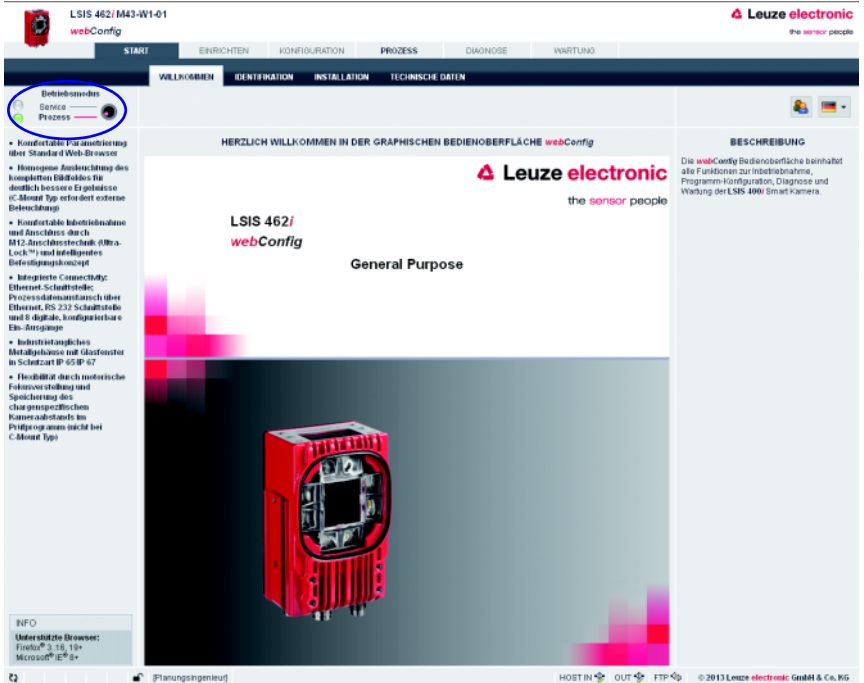 LSIS 462i M43-W1-01
webConfig
Leuze electronic
the sensor people
START EINRICHTEN KONFIGURATION PROZESS DIAGNOSE WARTUNG
WILLKOMMEN IDENTIFIKATION INSTALLATION TECHNISCHE DATEN
Betriebsmodus
Service
Prozess
• Komfortable Parametrierung
über Standard Web-Browser
• Homogene Ausleuchtung des
kompletten Bildfeldes für
deutlich bessere Ergebnisse
(C-Mount Typ erfordert externe
Beleuchtung)
• Komfortable Inbetriebnahme
und Anschluss durch
M12-Anschlusstechnik (Ultra-
Lock™) und intelligentes
Befestigungskonzept
• Integrierte Connectivity:
Ethernet-Schnittstelle;
Prozessdatenaustausch über
Ethernet, RS 232 Schnittstelle
und 8 digitale, konfigurierbare
Ein-/Ausgänge
• Industrietaugliches
Metallgehäuse mit Glasfenster
in Schutzart IP 65/IP 67
• Flexibilität durch motorische
Fokusverstellung und
Speicherung des
chargenspezifischen
Kameraabstands im
Prüfprogramm (nicht bei
C-Mount Typ)
INFO
Unterstützte Browser:
Firefox® 3, 16, 19+
Microsoft® IE® 8+
HERZLICH WILLKOMMEN IN DER GRAPHISCHEN BEDIENOBERFLÄCHE webConfig
Leuze electronic
the sensor people
LSIS 462i
webConfig
General Purpose
BESCHREIBUNG
Die webConfig Bedienoberfläche beinhaltet
alle Funktionen zur Inbetriebnahme,
Programm-Konfiguration, Diagnose und
Wartung der LSIS 400i Smart Kamera.
[Planungsingenieur]
HOST IN OUT FTP © 2013 Leuze electronic GmbH & Co. KG